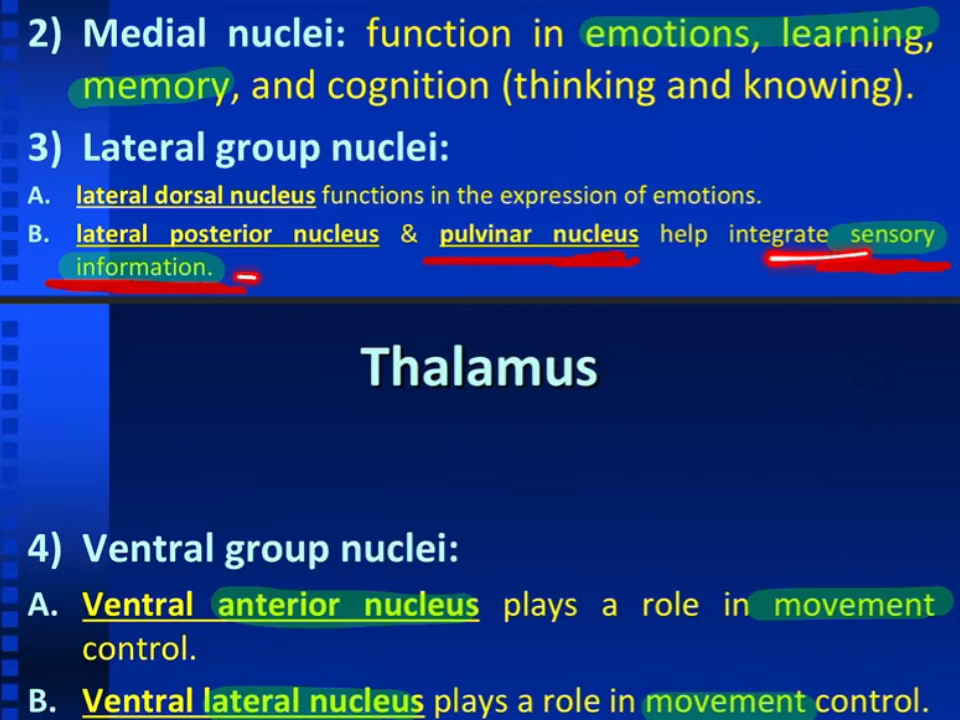 2) Medial nuclei: function in emotions, learning,
memory, and cognition (thinking and knowing).
3) Lateral group nuclei:
A. lateral dorsal nucleus functions in the expression of emotions.
B. lateral posterior nucleus & pulvinar nucleus help integrate sensory
information.
Thalamus
4) Ventral group nuclei:
A. Ventral anterior nucleus plays a role in movement
control.
B. Ventral lateral nucleus plays a role in movement control.